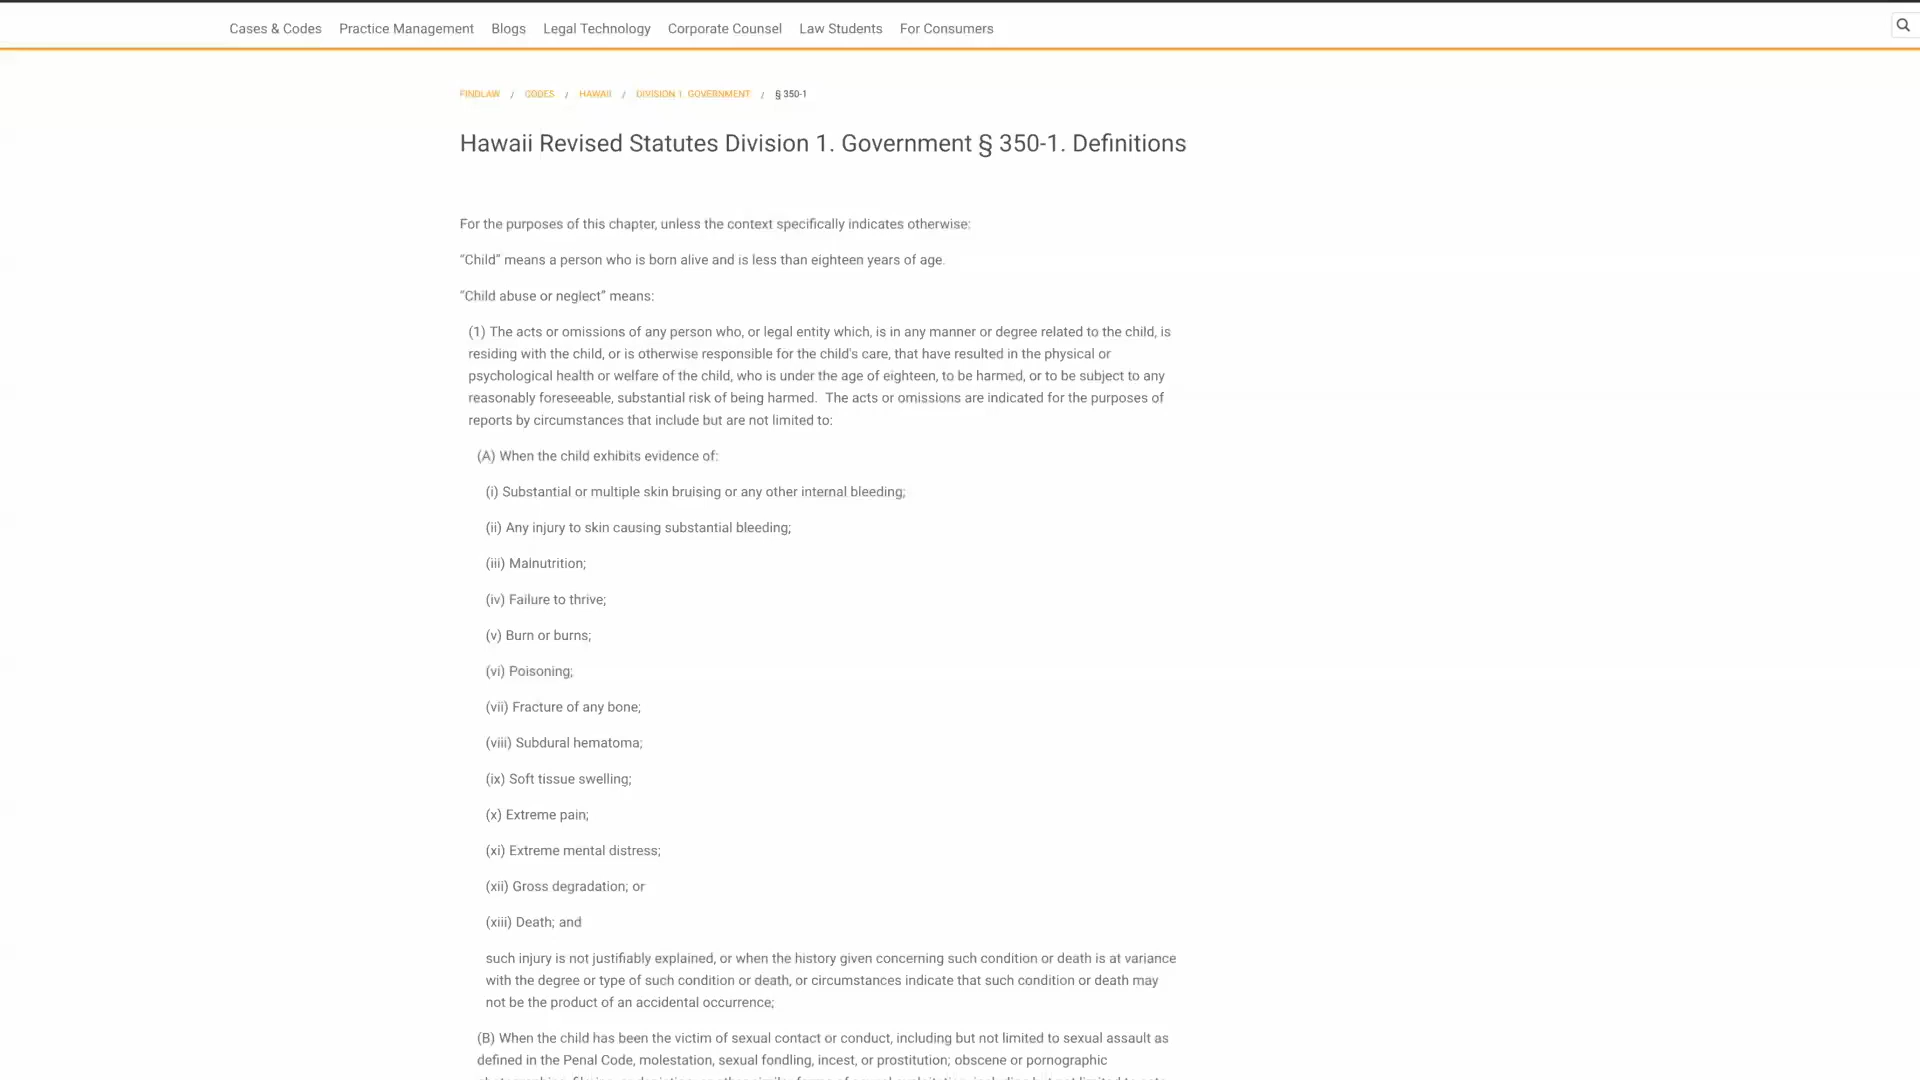 Cases & Codes Practice Management Blogs Legal Technology Corporate Counsel Law Students For Consumers
FINDLAW / CODES / HAWAII / DIVISION 1. GOVERNMENT / § 350-1
Hawaii Revised Statutes Division 1. Government § 350-1. Definitions
For the purposes of this chapter, unless the context specifically indicates otherwise:
“Child” means a person who is born alive and is less than eighteen years of age.
“Child abuse or neglect” means:
(1) The acts or omissions of any person who, or legal entity which, is in any manner or degree related to the child, is
residing with the child, or is otherwise responsible for the child's care, that have resulted in the physical or
psychological health or welfare of the child, who is under the age of eighteen, to be harmed, or to be subject to any
reasonably foreseeable, substantial risk of being harmed. The acts or omissions are indicated for the purposes of
reports by circumstances that include but are not limited to:
(A) When the child exhibits evidence of:
(i) Substantial or multiple skin bruising or any other internal bleeding;
(ii) Any injury to skin causing substantial bleeding;
(iii) Malnutrition;
(iv) Failure to thrive;
(v) Burn or burns;
(vi) Poisoning;
(vii) Fracture of any bone;
(viii) Subdural hematoma;
(ix) Soft tissue swelling;
(x) Extreme pain;
(xi) Extreme mental distress;
(xii) Gross degradation; or
(xiii) Death; and
such injury is not justifiably explained, or when the history given concerning such condition or death is at variance
with the degree or type of such condition or death, or circumstances indicate that such condition or death may
not be the product of an accidental occurrence;
(B) When the child has been the victim of sexual contact or conduct, including but not limited to sexual assault as
defined in the Penal Code, molestation, sexual fondling, incest, or prostitution; obscene or pornographic